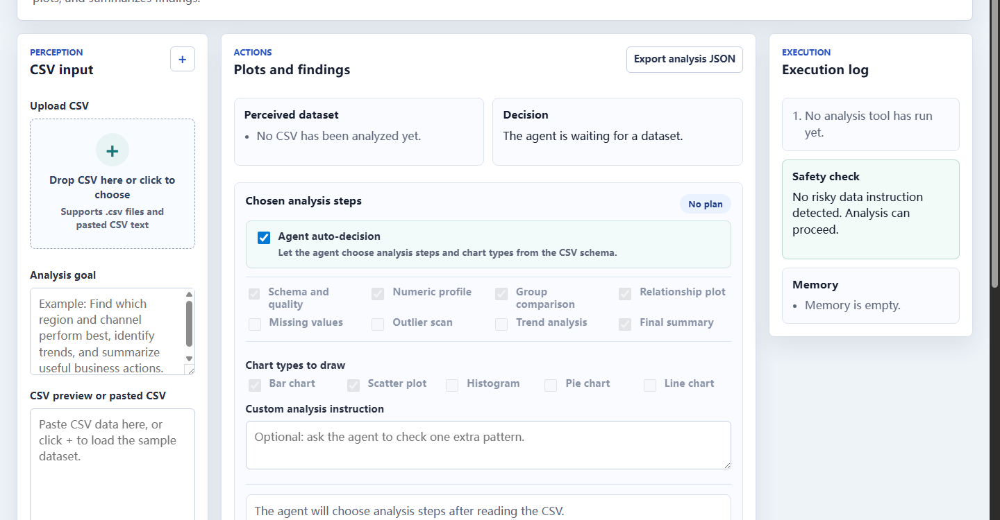 plots, and summarizes findings.
PERCEPTION
CSV input
+
Upload CSV
+
Drop CSV here or click to
choose
Supports .csv files and
pasted CSV text
Analysis goal
Example: Find which
region and channel
perform best, identify
trends, and summarize
useful business actions.
CSV preview or pasted CSV
Paste CSV data here, or
click + to load the sample
dataset.
ACTIONS
Plots and findings
Export analysis JSON
Perceived dataset
• No CSV has been analyzed yet.
Decision
The agent is waiting for a dataset.
Chosen analysis steps
No plan
Agent auto-decision
Let the agent choose analysis steps and chart types from the CSV schema.
Schema and
quality
Numeric profile
Group
comparison
Relationship plot
Missing values
Outlier scan
Trend analysis
Final summary
Chart types to draw
Bar chart
Scatter plot
Histogram
Pie chart
Line chart
Custom analysis instruction
Optional: ask the agent to check one extra pattern.
The agent will choose analysis steps after reading the CSV.
EXECUTION
Execution log
1. No analysis tool has run
yet.
Safety check
No risky data instruction
detected. Analysis can
proceed.
Memory
• Memory is empty.